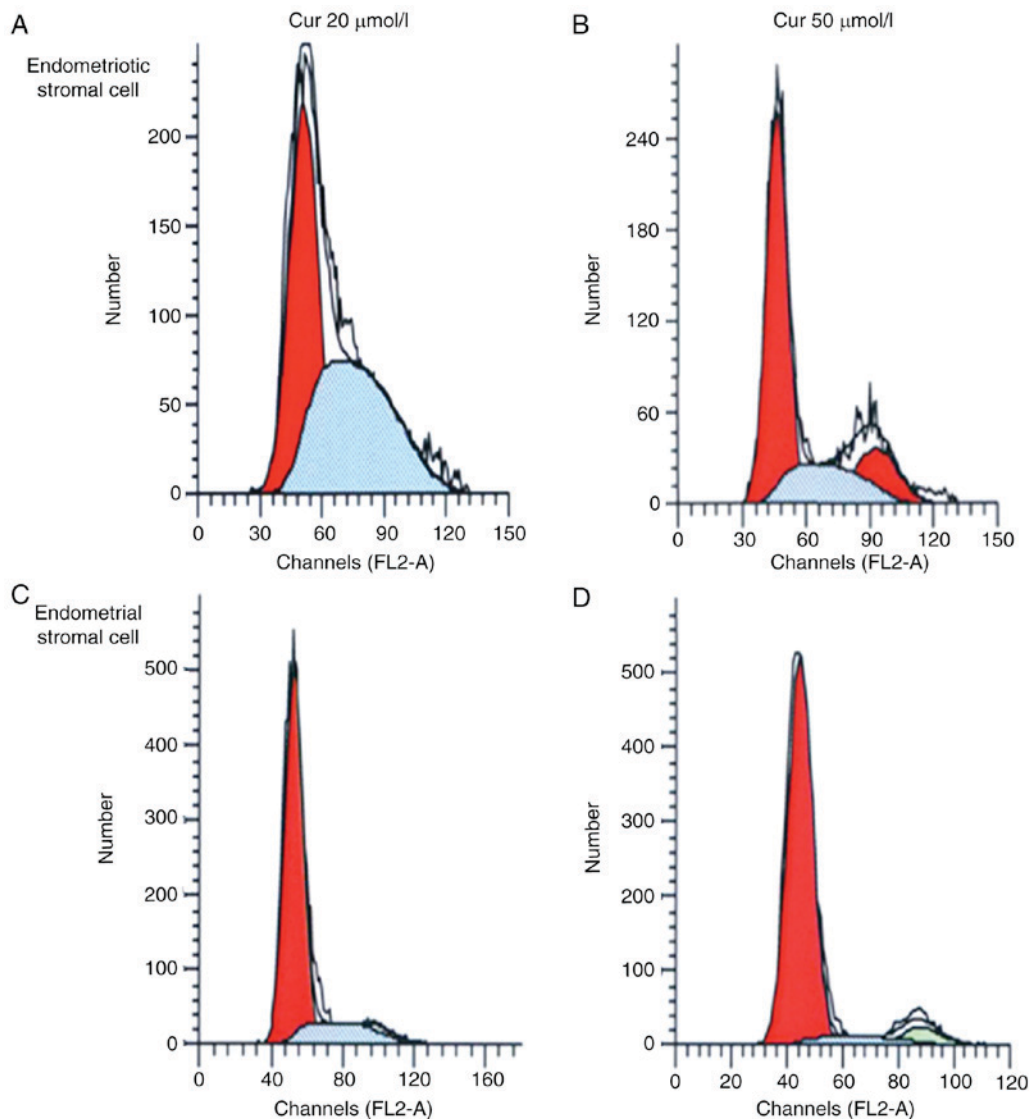 A
Cur 20 μmol/l
B
Cur 50 μmol/l
Endometriotic
stromal cell
Number
200
150
100
50
0
0 30 60 90 120 150
Channels (FL2-A)
Number
240
180
120
60
0
0 30 60 90 120 150
Channels (FL2-A)
C
Endometrial
stromal cell
Number
500
400
300
200
100
0
0 40 80 120 160
Channels (FL2-A)
D
Number
500
400
300
200
100
0
0 20 40 60 80 100 120
Channels (FL2-A)